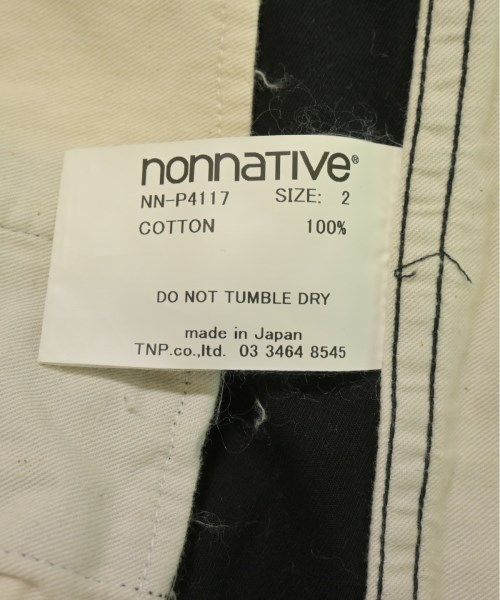 nonnative®
NN-P4117 SIZE: 2
COTTON 100%
DO NOT TUMBLE DRY
made in Japan
TNP.co.,ltd. 03 3464 8545